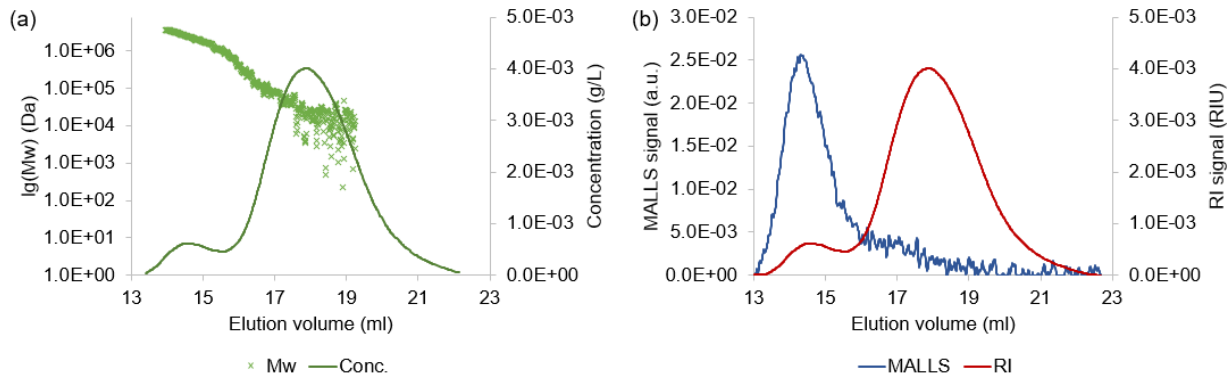 (a)
lg(Mw) (Da)
1.0E+06
1.0E+05
1.0E+04
1.0E+03
1.0E+02
1.0E+01
1.0E+00
13 15 17 19 21 23
Elution volume (ml)
5.0E-03
4.0E-03
3.0E-03
2.0E-03
1.0E-03
0.0E+00
Concentration (g/L)
Mw Conc.
(b)
MALLS signal (a.u.)
3.0E-02
2.5E-02
2.0E-02
1.5E-02
1.0E-02
5.0E-03
0.0E+00
13 15 17 19 21 23
Elution volume (ml)
5.0E-03
4.0E-03
3.0E-03
2.0E-03
1.0E-03
0.0E+00
RI signal (RIU)
MALLS RI